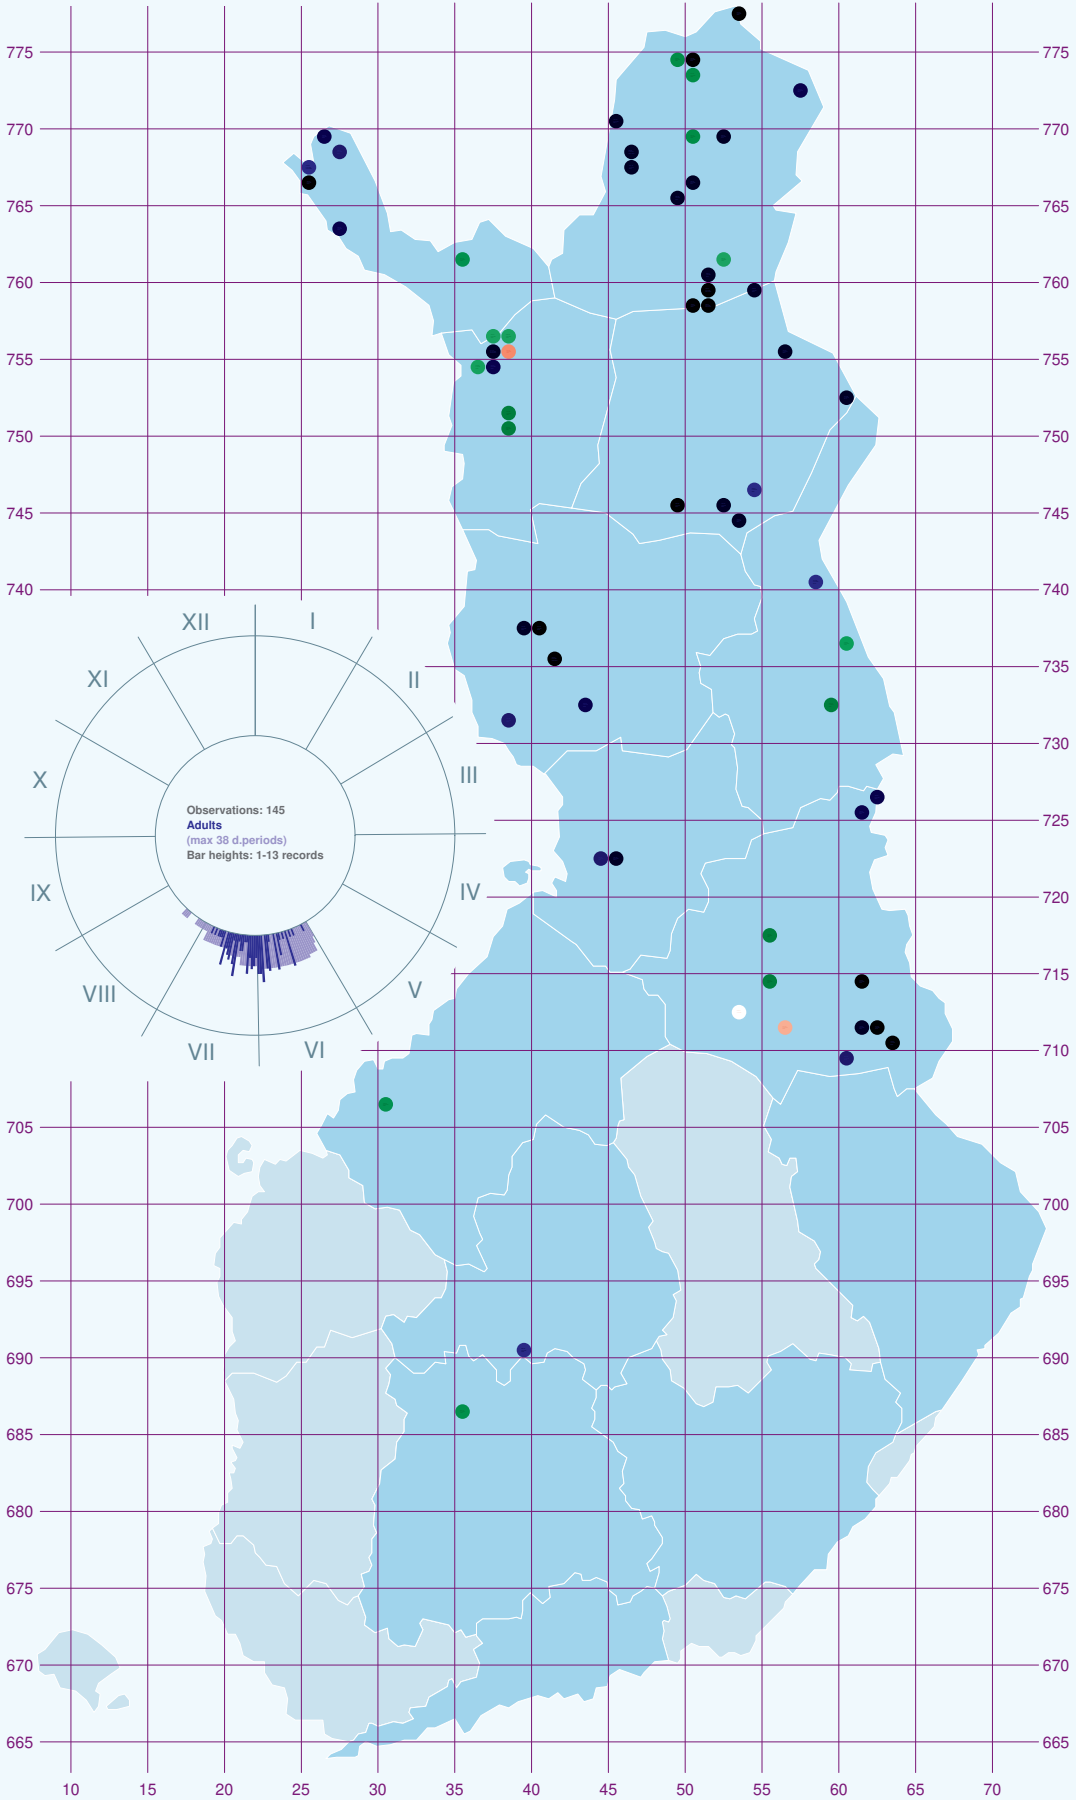 775 775
770 770
765 765
760 760
755 755
750 750
745 745
740 740
735 735
730 730
725 725
720 720
715 715
710 710
705 705
700 700
695 695
690 690
685 685
680 680
675 675
670 670
665 665
10 15 20 25 30 35 40 45 50 55 60 65 70
XII I
XI II
X III
IX IV
VIII V
VII VI
Observations: 145
Adults
(max 38 d.periods)
Bar heights: 1-13 records